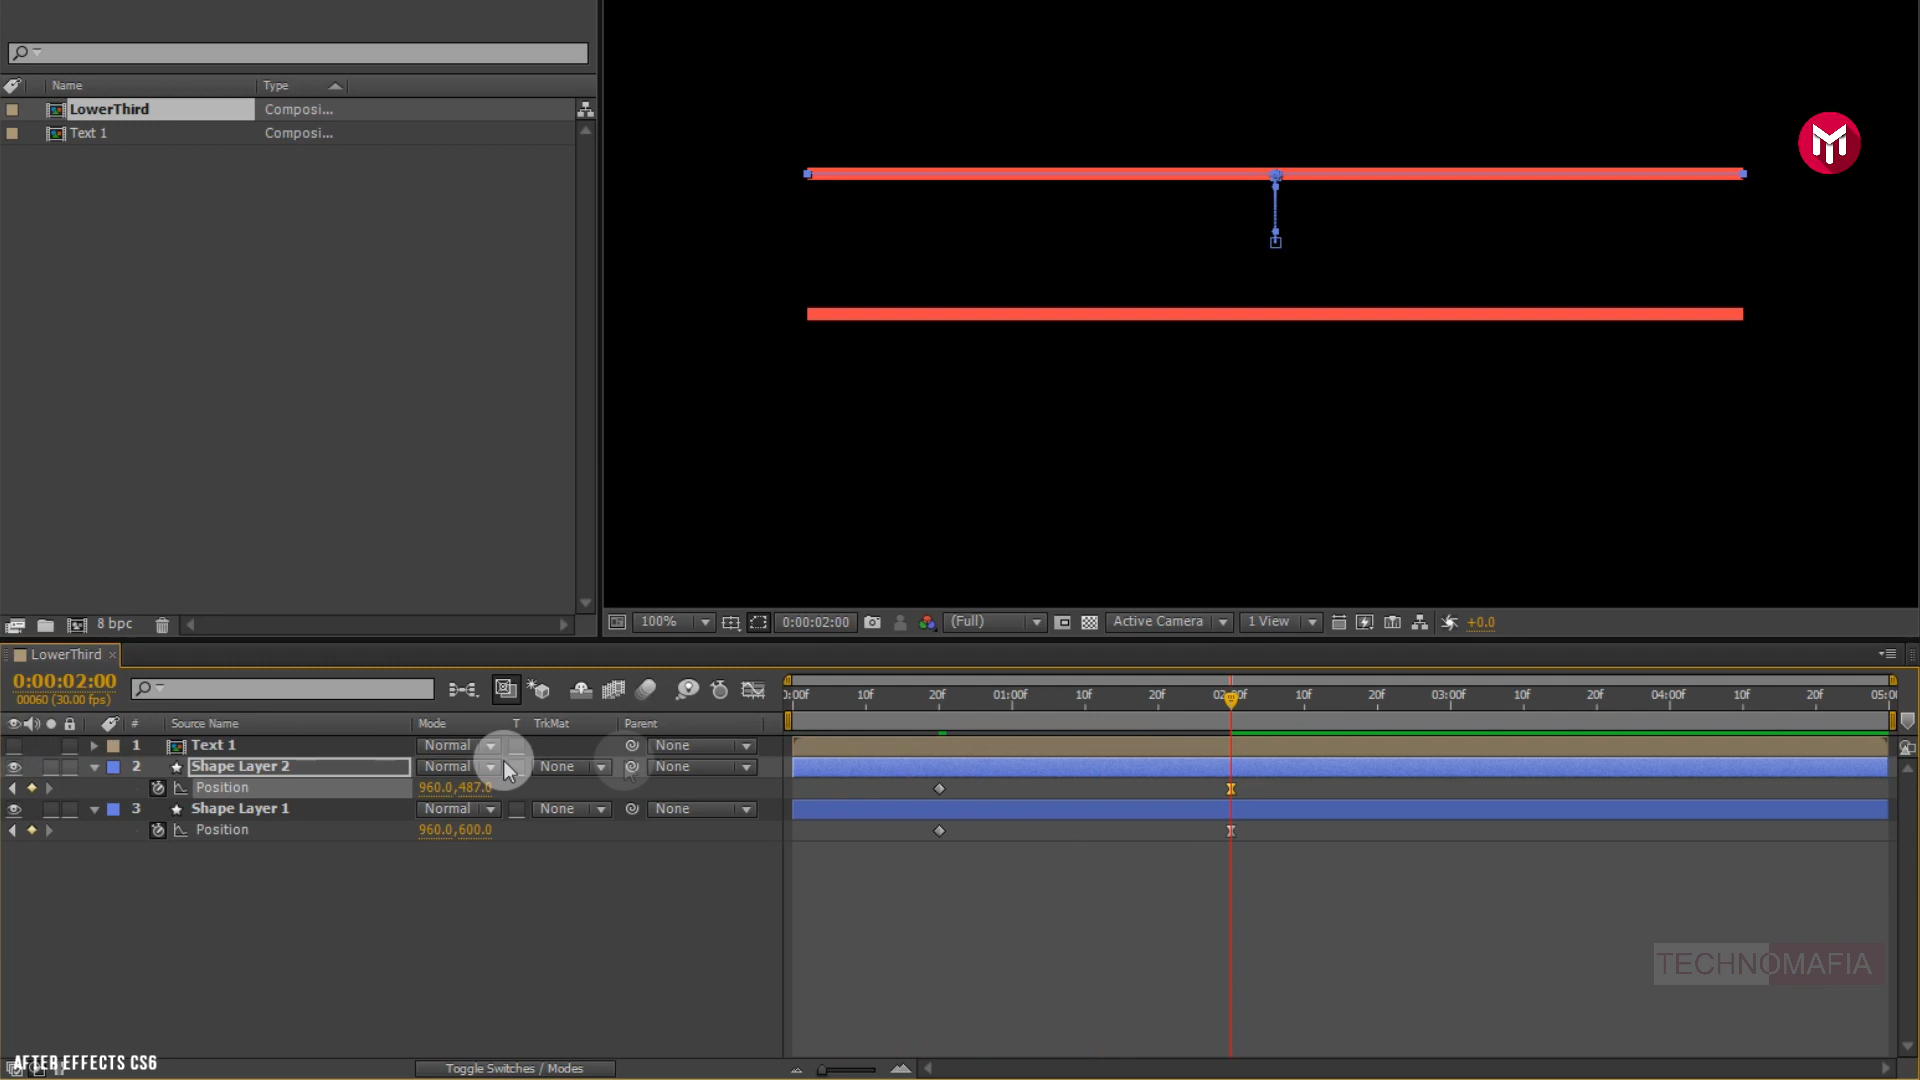 Name Type
LowerThird Composi...
Text 1 Composi...
8 bpc
100% 0:00:02:00 (Full) Active Camera 1 View +0.0
LowerThird ×
0:00:02:00
00060 (30.00 fps)
:00f 10f 20f 01:00f 10f 20f 10f 20f 03:00f 10f 20f 04:00f 10f 20f 05:00
# Source Name Mode T TrkMat Parent
1 Text 1 Normal None
2 Shape Layer 2 Normal None None
Position 960.0,487.0
3 Shape Layer 1 Normal None None
Position 960.0,600.0
TECHNOMAFIA
AFTER EFFECTS CS6
Toggle Switches / Modes